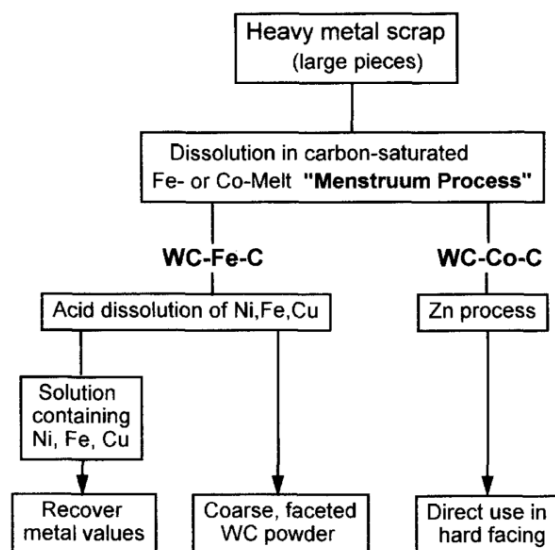 Heavy metal scrap
(large pieces)
Dissolution in carbon-saturated
Fe- or Co-Melt "Menstruum Process"
WC-Fe-C
WC-Co-C
Acid dissolution of Ni,Fe,Cu
Zn process
Solution
containing
Ni, Fe, Cu
Recover
metal values
Coarse, faceted
WC powder
Direct use in
hard facing